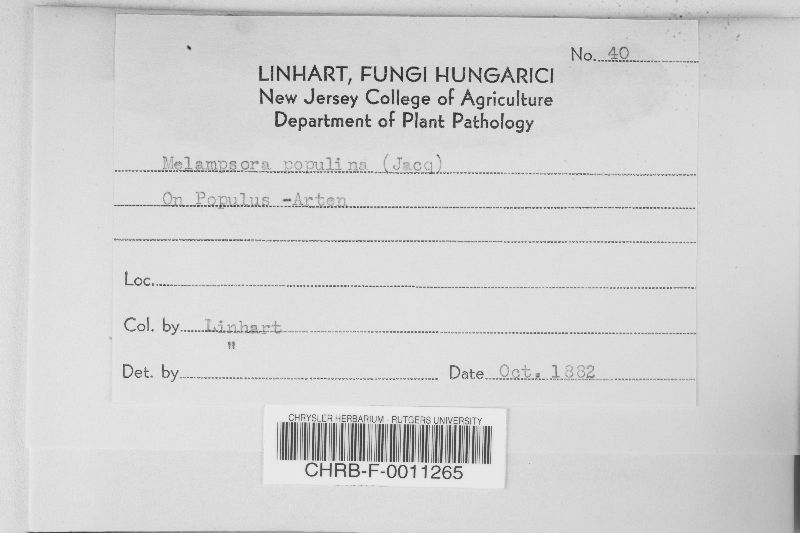 No. 40
LINHART, FUNGI HUNGARICI
New Jersey College of Agriculture
Department of Plant Pathology
Melampsora populina (Jacq)
On Populus -Arten
Loc.
Col. by Linhart
"
Det. by Date Oct. 1882
CHRYSLER HERBARIUM - RUTGERS UNIVERSITY
CHRB-F-0011265